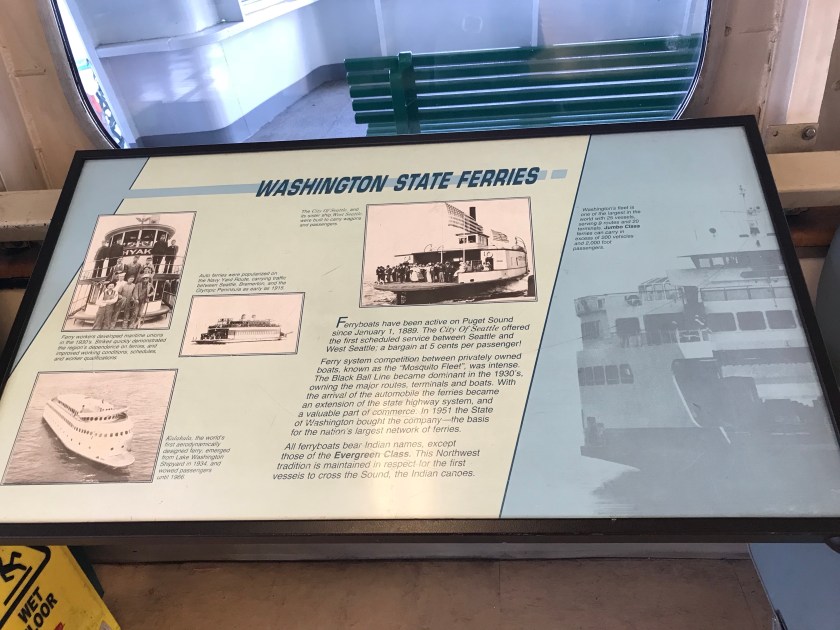 WASHINGTON STATE FERRIES
The City Of Seattle, and
its sister ship West Seattle,
were built to carry wagons
and passengers.
Washington's fleet is
one of the largest in the
world with 25 vessels,
serving 9 routes and 20
terminals. Jumbo Class
ferries can carry in
excess of 200 vehicles
and 2,000 foot
passengers.
HYAK
Auto ferries were popularized on
the Navy Yard Route, carrying traffic
between Seattle, Bremerton, and the
Olympic Peninsula as early as 1915.
Ferry workers developed maritime unions
in the 1920's. Strikes quickly demonstrated
the region's dependence on ferries, and
improved working conditions, schedules,
and worker qualifications.
Ferryboats have been active on Puget Sound
since January 1, 1889. The City Of Seattle offered
the first scheduled service between Seattle and
West Seattle; a bargain at 5 cents per passenger!
Ferry system competition between privately owned
boats, known as the "Mosquito Fleet", was intense.
The Black Ball Line became dominant in the 1930's,
owning the major routes, terminals and boats. With
the arrival of the automobile the ferries became
an extension of the state highway system, and
a valuable part of commerce. In 1951 the State
of Washington bought the company—the basis
for the nation's largest network of ferries.
All ferryboats bear Indian names, except
those of the Evergreen Class. This Northwest
tradition is maintained in respect for the first
vessels to cross the Sound, the Indian canoes.
Kalakala, the world's
first aerodynamically
designed ferry, emerged
from Lake Washington
Shipyard in 1934, and
wowed passengers
until 1966.
WET
FLOOR